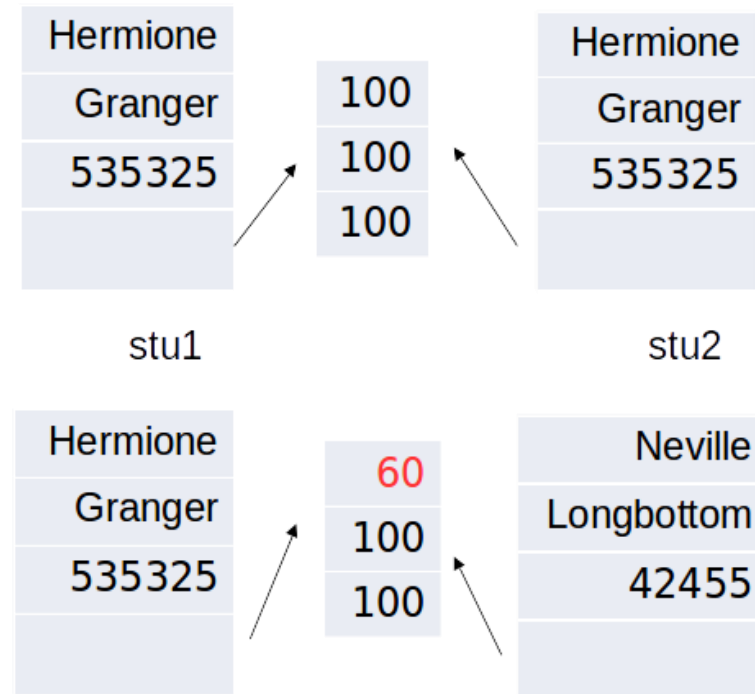 Hermione
Granger
535325
100
100
100
Hermione
Granger
535325
stu1
stu2
Hermione
Granger
535325
60
100
100
Neville
Longbottom
42455